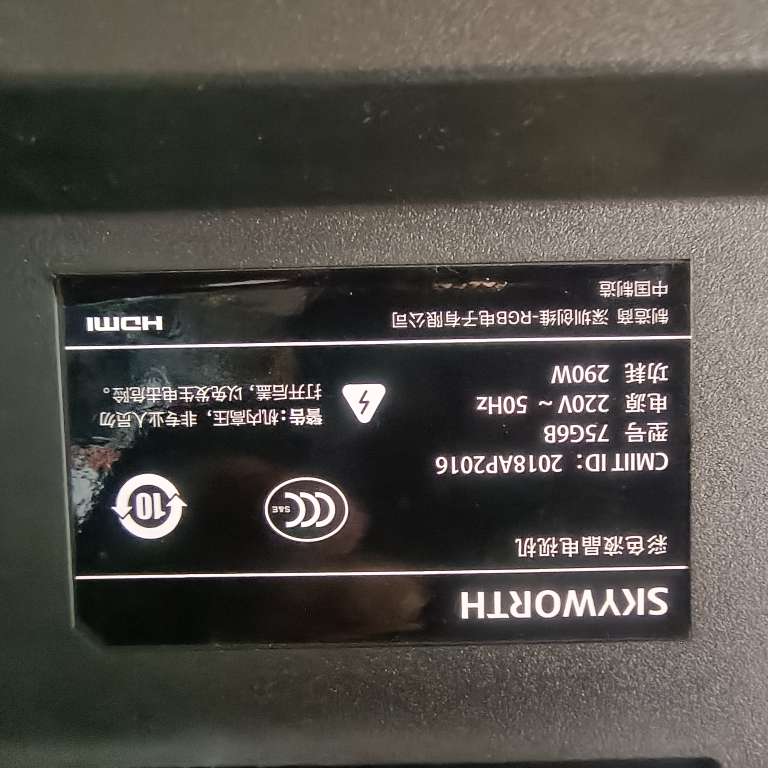 SKYWORTH
彩色液晶电视机
CMIIT ID: 2018AP2016
型号 75G6B
电源 220V ~ 50Hz
功耗 290W
S&E
10
警告:机内高压,非专业人员勿
打开后盖,以免发生电击危险。
制造商 深圳创维-RGB电子有限公司
中国制造
HDMI